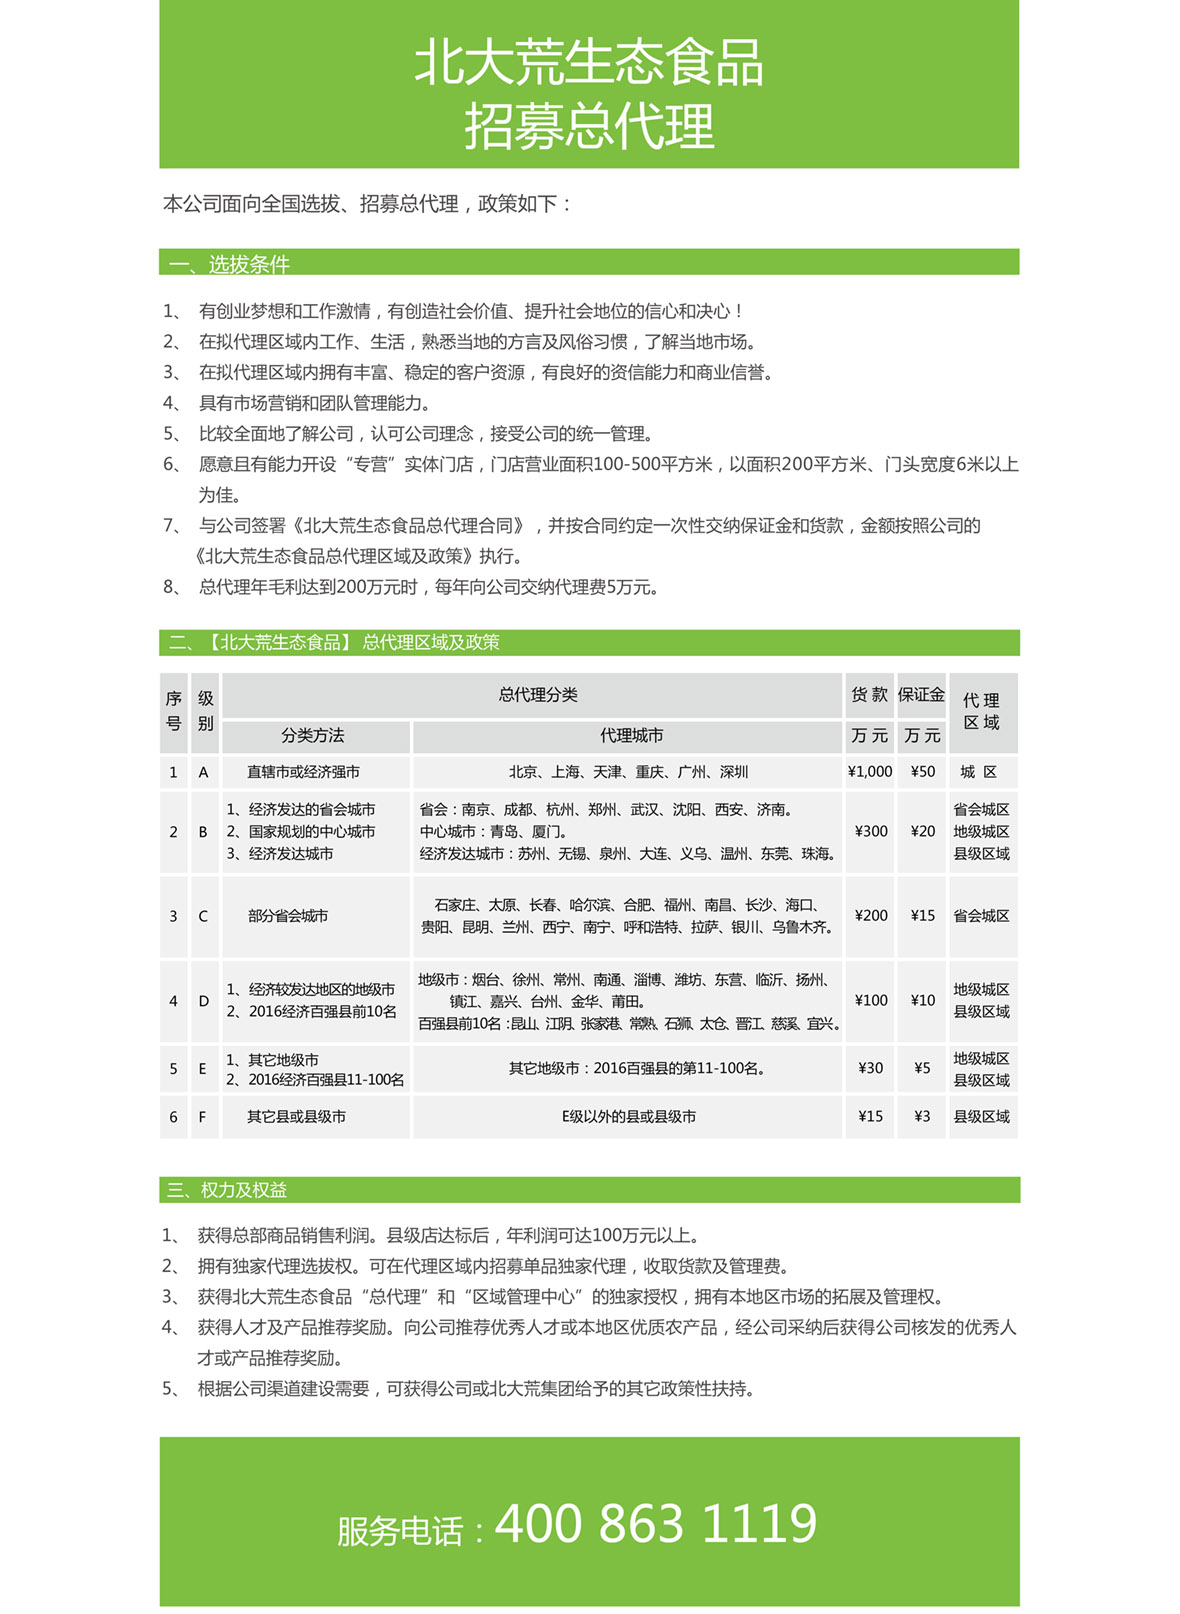 北大荒生态食品
招募总代理
本公司面向全国选拔、招募总代理，政策如下：
一、选拔条件
1、 有创业梦想和工作激情，有创造社会价值、提升社会地位的信心和决心！
2、 在拟代理区域内工作、生活，熟悉当地的方言及风俗习惯，了解当地市场。
3、 在拟代理区域内拥有丰富、稳定的客户资源，有良好的资信能力和商业信誉。
4、 具有市场营销和团队管理能力。
5、 比较全面地了解公司，认可公司理念，接受公司的统一管理。
6、 愿意且有能力开设“专营”实体门店，门店营业面积100-500平方米，以面积200平方米、门头宽度6米以上
为佳。
7、 与公司签署《北大荒生态食品总代理合同》，并按合同约定一次性交纳保证金和货款，金额按照公司的
《北大荒生态食品总代理区域及政策》执行。
8、 总代理年毛利达到200万元时，每年向公司交纳代理费5万元。
二、【北大荒生态食品】 总代理区域及政策
序号 级别 总代理分类 货 款 保证金 代 理 区 域
分类方法 代理城市 万 元 万 元
1 A 直辖市或经济强市 北京、上海、天津、重庆、广州、深圳 ¥1,000 ¥50 城 区
1、经济发达的省会城市 省会：南京、成都、杭州、郑州、武汉、沈阳、西安、济南。 省会城区
2 B 2、国家规划的中心城市 中心城市：青岛、厦门。 ¥300 ¥20 地级城区
3、经济发达城市 经济发达城市：苏州、无锡、泉州、大连、义乌、温州、东莞、珠海。 县级区域
石家庄、太原、长春、哈尔滨、合肥、福州、南昌、长沙、海口、
3 C 部分省会城市 ¥200 ¥15 省会城区
贵阳、昆明、兰州、西宁、南宁、呼和浩特、拉萨、银川、乌鲁木齐。
地级市：烟台、徐州、常州、南通、淄博、潍坊、东营、临沂、扬州、
1、经济较发达地区的地级市 地级城区
4 D 镇江、嘉兴、台州、金华、莆田。 ¥100 ¥10
2、2016经济百强县前10名 县级区域
百强县前10名：昆山、江阴、张家港、常熟、石狮、太仓、晋江、慈溪、宜兴。
1、其它地级市 地级城区
5 E 其它地级市：2016百强县的第11-100名。 ¥30 ¥5
2、2016经济百强县11-100名 县级区域
6 F 其它县或县级市 E级以外的县或县级市 ¥15 ¥3 县级区域
三、权力及权益
1、 获得总部商品销售利润。县级店达标后，年利润可达100万元以上。
2、 拥有独家代理选拔权。可在代理区域内招募单品独家代理，收取货款及管理费。
3、 获得北大荒生态食品“总代理”和“区域管理中心”的独家授权，拥有本地区市场的拓展及管理权。
4、 获得人才及产品推荐奖励。向公司推荐优秀人才或本地区优质农产品，经公司采纳后获得公司核发的优秀人
才或产品推荐奖励。
5、 根据公司渠道建设需要，可获得公司或北大荒集团给予的其它政策性扶持。
服务电话：400 863 1119